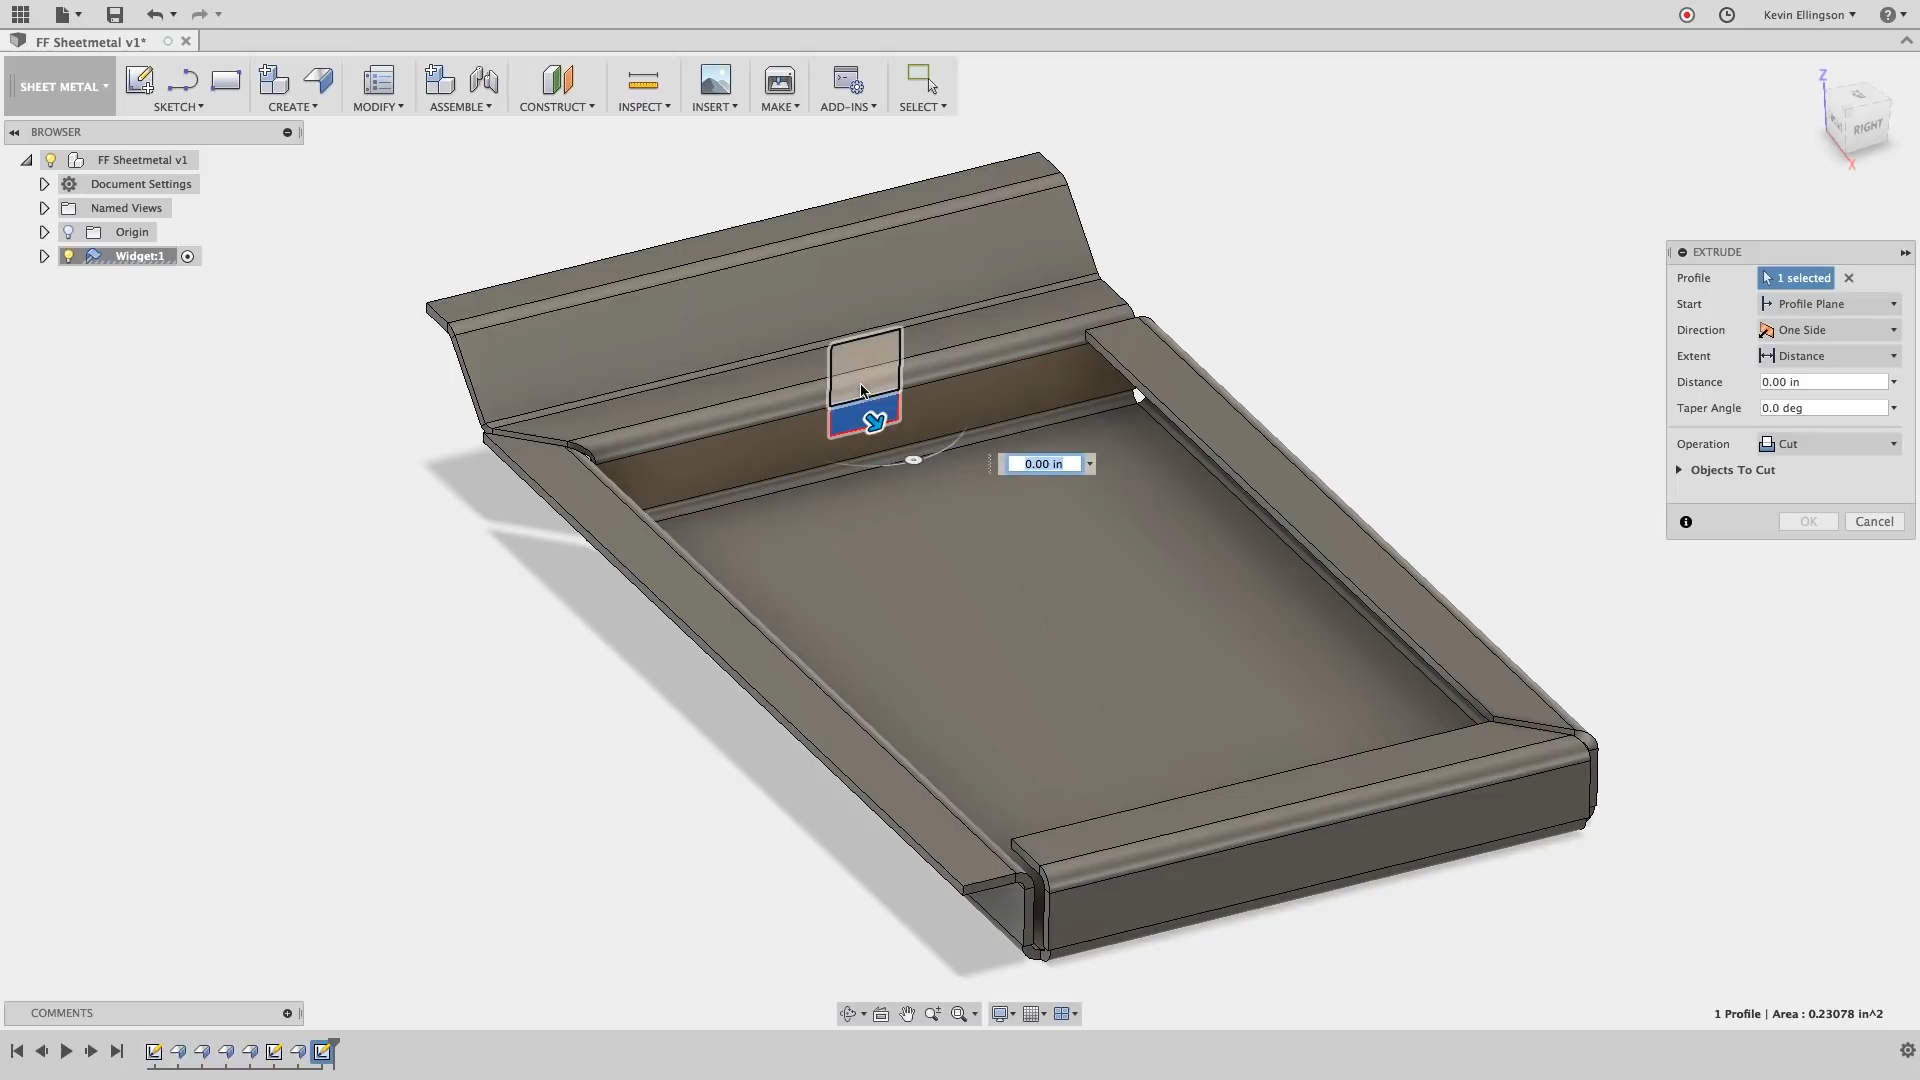 Kevin Ellingson
FF Sheetmetal v1*
SHEET METAL
SKETCH
CREATE
MODIFY
ASSEMBLE
CONSTRUCT
INSPECT
INSERT
MAKE
ADD-INS
SELECT
Z
RIGHT
X
BROWSER
FF Sheetmetal v1
Document Settings
Named Views
Origin
Widget:1
EXTRUDE
Profile
1 selected
Start
Profile Plane
Direction
One Side
Extent
Distance
Distance
0.00 in
Taper Angle
0.0 deg
Operation
Cut
Objects To Cut
OK
Cancel
0.00 in
COMMENTS
1 Profile | Area : 0.23078 in^2